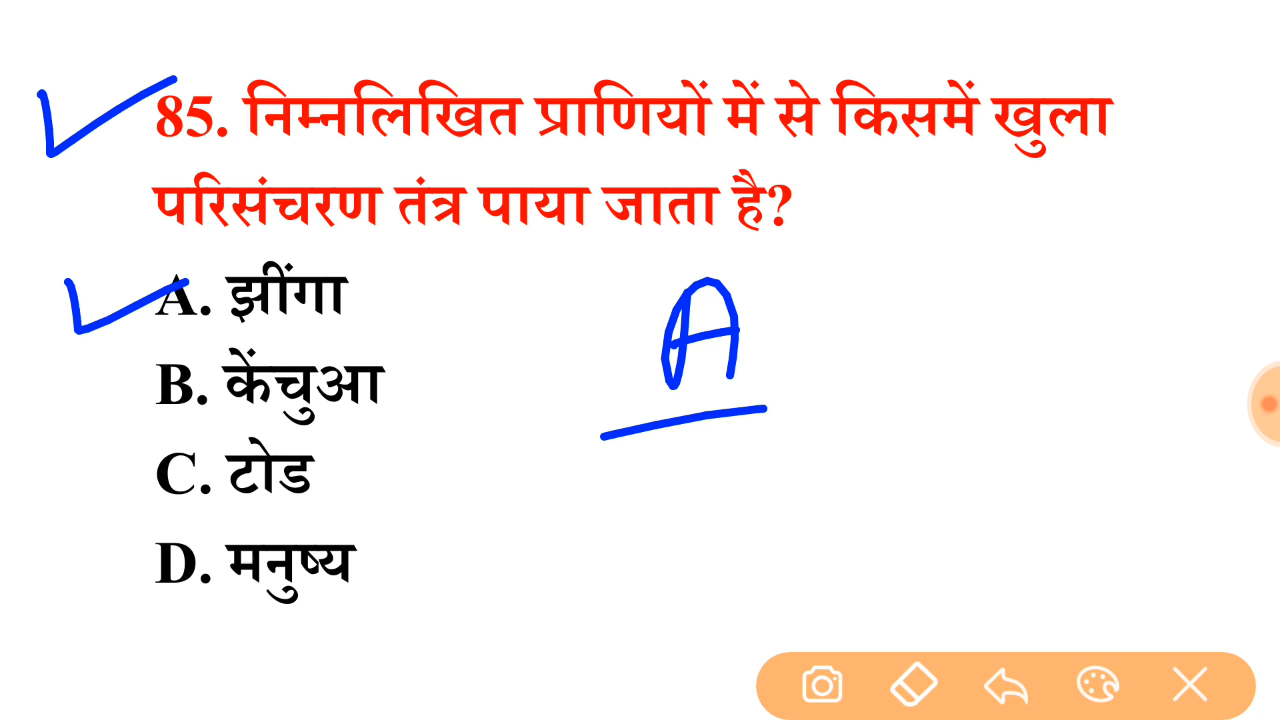 85. निम्नलिखित प्राणियों में से किसमें खुला
परिसंचरण तंत्र पाया जाता है?
A. झींगा
A
B. केंचुआ
C. टोड
D. मनुष्य